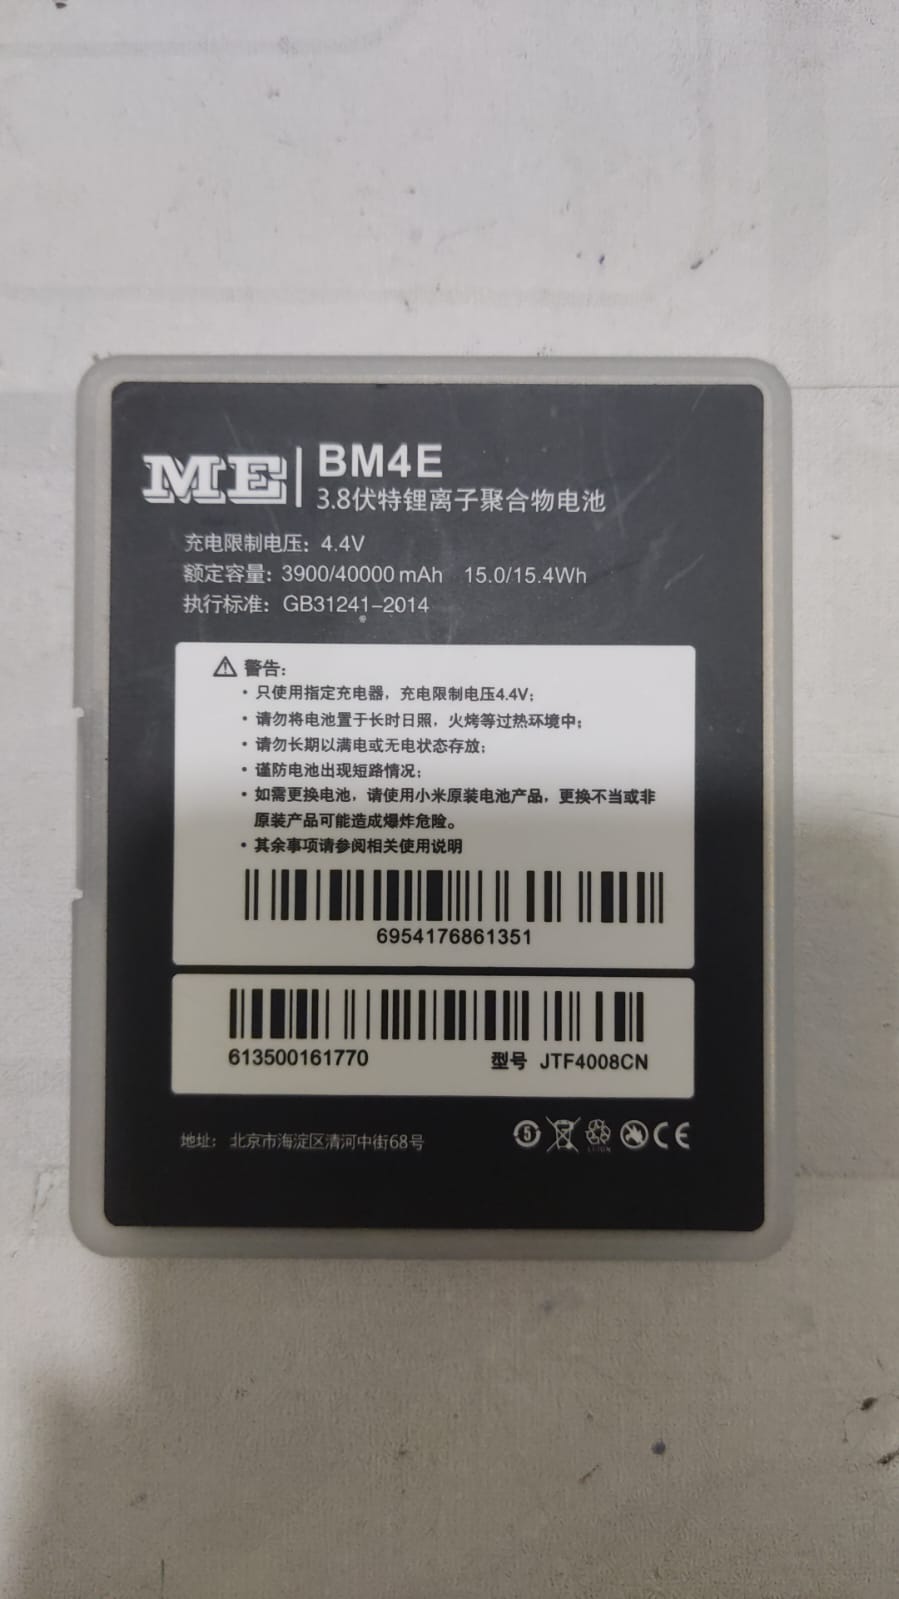 ME
BM4E
3.8伏特锂离子聚合物电池
充电限制电压: 4.4V
额定容量: 3900/40000 mAh 15.0/15.4Wh
执行标准: GB31241-2014
警告:
• 只使用指定充电器，充电限制电压4.4V;
• 请勿将电池置于长时日照，火烤等过热环境中;
• 请勿长期以满电或无电状态存放;
• 谨防电池出现短路情况;
• 如需更换电池，请使用小米原装电池产品，更换不当或非
原装产品可能造成爆炸危险。
• 其余事项请参阅相关使用说明
6954176861351
613500161770 型号 JTF4008CN
地址: 北京市海淀区清河中街68号 5 CE